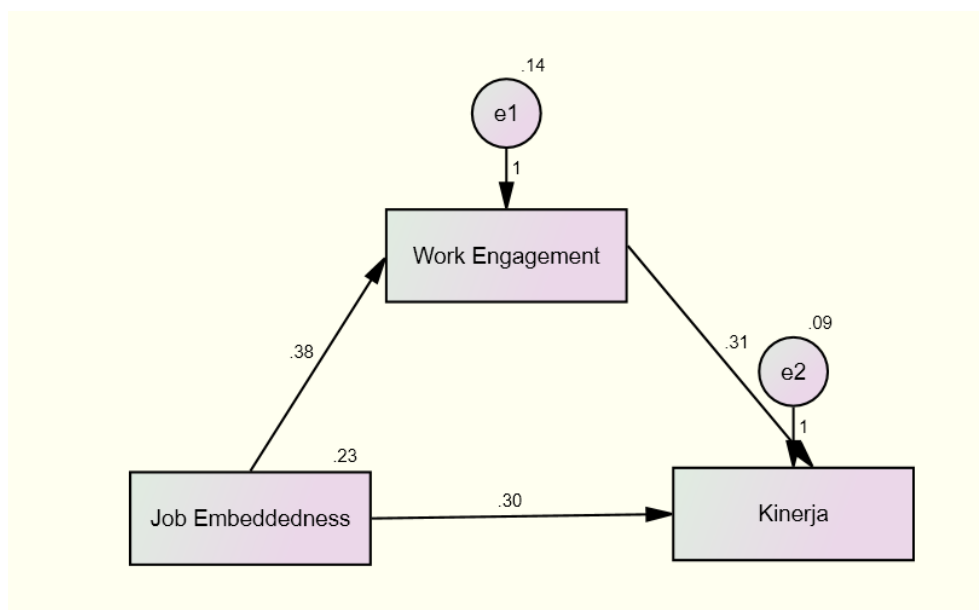 .14
e1
1
Work Engagement
.09
.38
.31
e2
1
.23
.30
Job Embeddedness
Kinerja